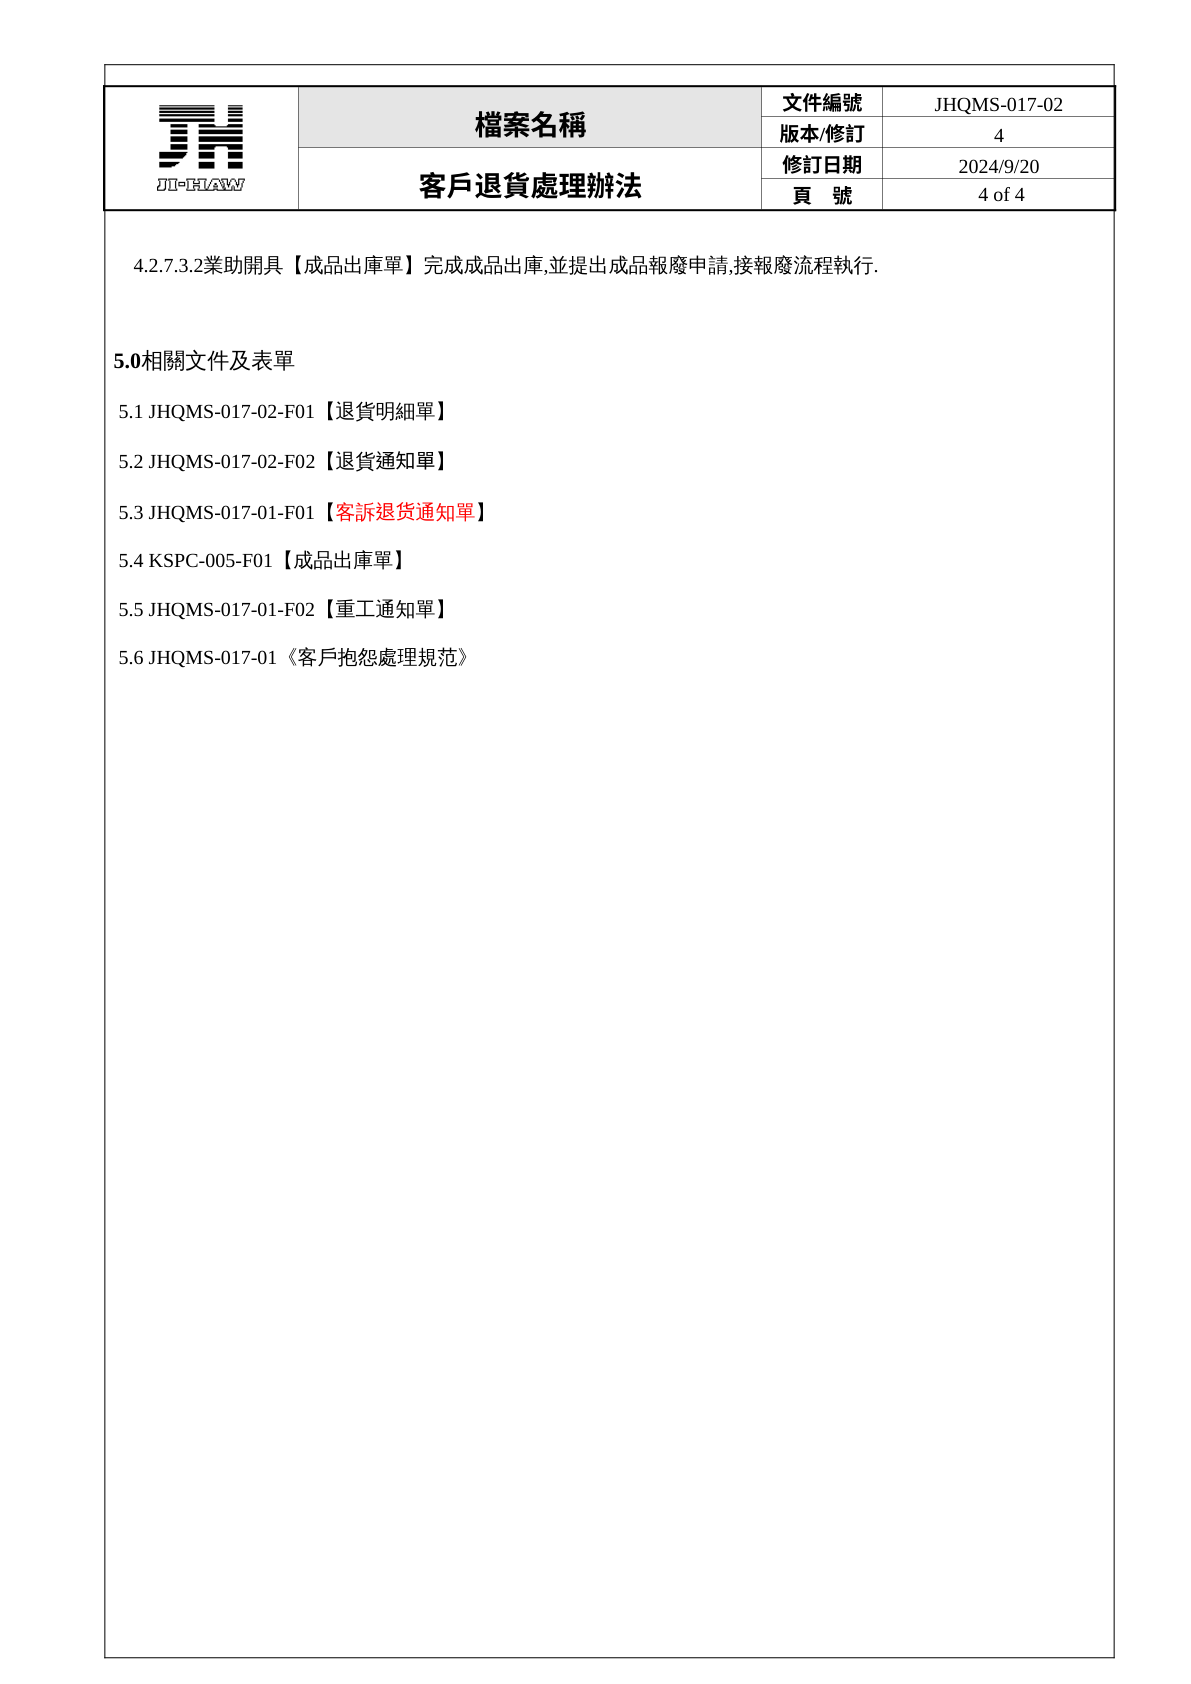 JI-HAW
檔案名稱
客戶退貨處理辦法
文件編號 JHQMS-017-02
版本/修訂 4
修訂日期 2024/9/20
頁 號 4 of 4
4.2.7.3.2業助開具【成品出庫單】完成成品出庫,並提出成品報廢申請,接報廢流程執行.
5.0相關文件及表單
5.1 JHQMS-017-02-F01【退貨明細單】
5.2 JHQMS-017-02-F02【退貨通知單】
5.3 JHQMS-017-01-F01【客訴退货通知單】
5.4 KSPC-005-F01【成品出庫單】
5.5 JHQMS-017-01-F02【重工通知單】
5.6 JHQMS-017-01《客戶抱怨處理規范》